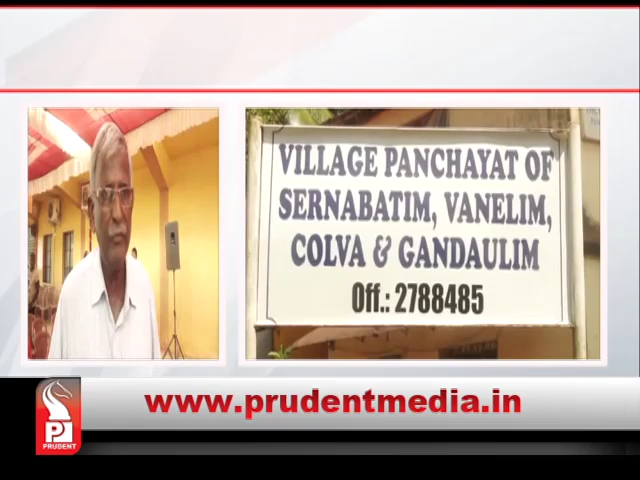 VILLAGE PANCHAYAT OF
SERNABATIM, VANELIM,
COLVA & GANDAULIM
Off.: 2788485
www.prudentmedia.in
P
PRUDENT